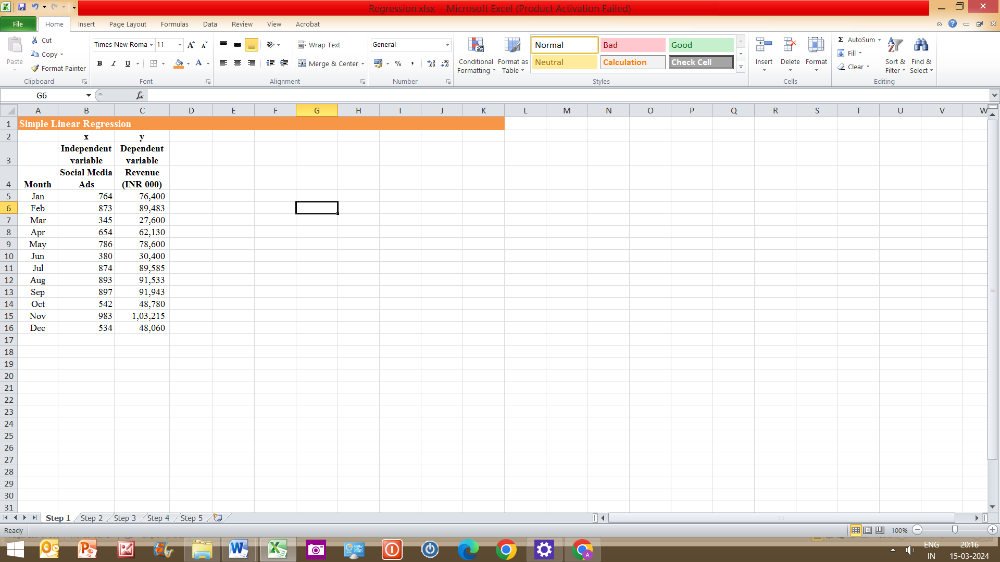 Regression.xlsx - Microsoft Excel (Product Activation Failed)
File Home Insert Page Layout Formulas Data Review View Acrobat
Paste
Cut
Copy
Format Painter
Clipboard
Times New Roma 11
B I U
Font
Wrap Text
Merge & Center
Alignment
General
%
Number
Conditional Formatting
Format as Table
Normal Bad Good
Neutral Calculation Check Cell
Styles
Insert Delete Format
Cells
AutoSum
Fill
Clear
Sort & Filter
Find & Select
Editing
G6 fx
A B C D E F G H I J K L M N O P Q R S T U V W
1 Simple Linear Regression
2 x y
3 Independent variable Dependent variable
4 Month Social Media Ads Revenue (INR 000)
5 Jan 764 76,400
6 Feb 873 89,483
7 Mar 345 27,600
8 Apr 654 62,130
9 May 786 78,600
10 Jun 380 30,400
11 Jul 874 89,585
12 Aug 893 91,533
13 Sep 897 91,943
14 Oct 542 48,780
15 Nov 983 1,03,215
16 Dec 534 48,060
17
18
19
20
21
22
23
24
25
26
27
28
29
30
31
Step 1 Step 2 Step 3 Step 4 Step 5
Ready 100%
ENG 20:16
IN 15-03-2024